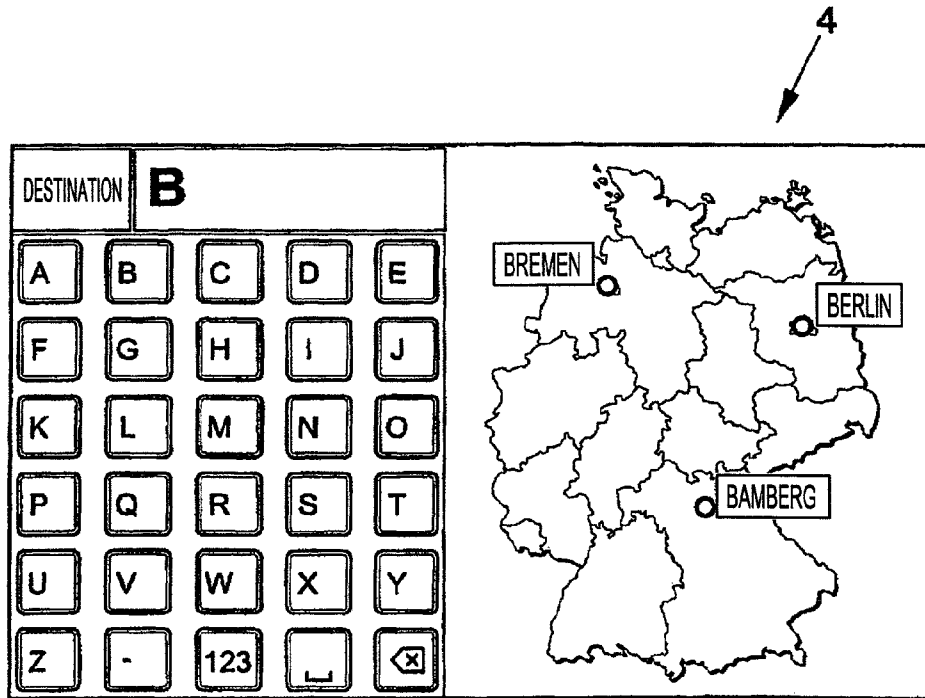 4
DESTINATION B
A B C D E
F G H I J
K L M N O
P Q R S T
U V W X Y
Z - 123
BREMEN
BERLIN
BAMBERG